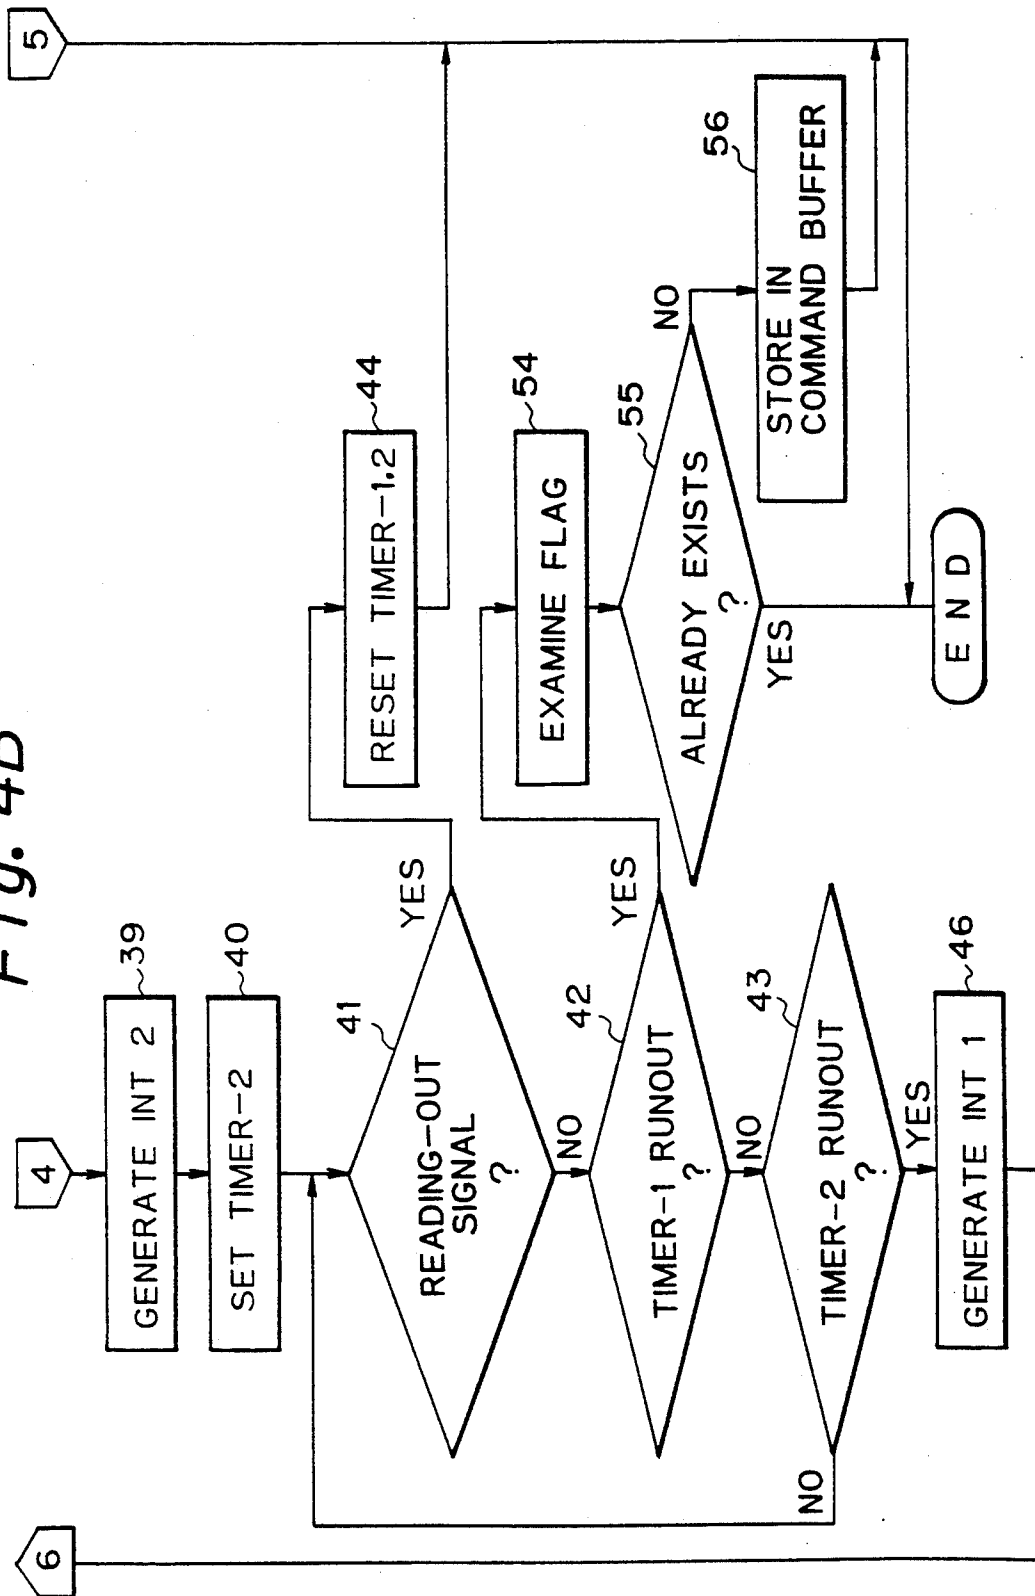 Fig. 4B
4
GENERATE INT 2
39
SET TIMER-2
40
READING-OUT
SIGNAL
?
41
YES
NO
TIMER-1 RUNOUT
?
42
YES
NO
TIMER-2 RUNOUT
?
43
NO
YES
GENERATE INT 1
46
6
RESET TIMER-1.2
44
EXAMINE FLAG
54
ALREADY EXISTS
?
55
NO
YES
STORE IN
COMMAND BUFFER
56
END
5